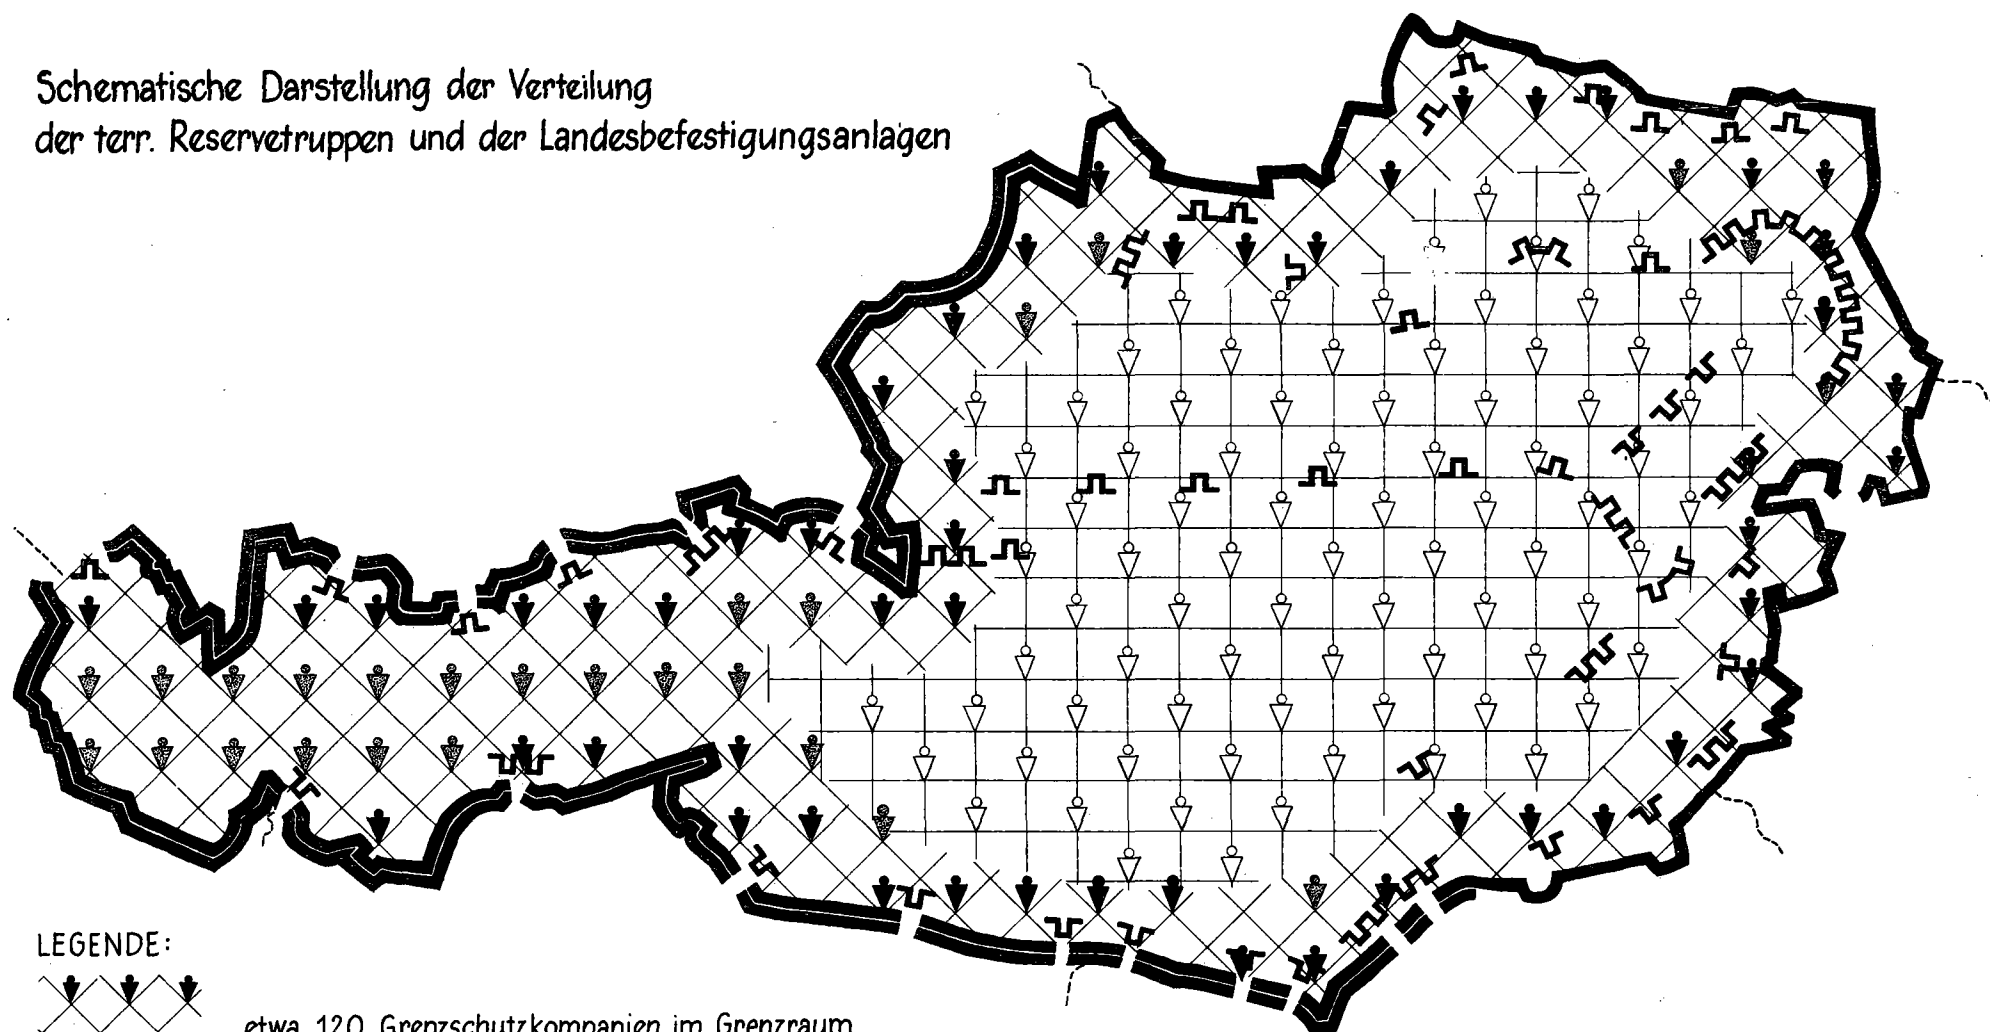 Schematische Darstellung der Verteilung
der terr. Reservetruppen und der Landesbefestigungsanlagen
LEGENDE:
etwa 120 Grenzschutzkompanien im Grenzraum